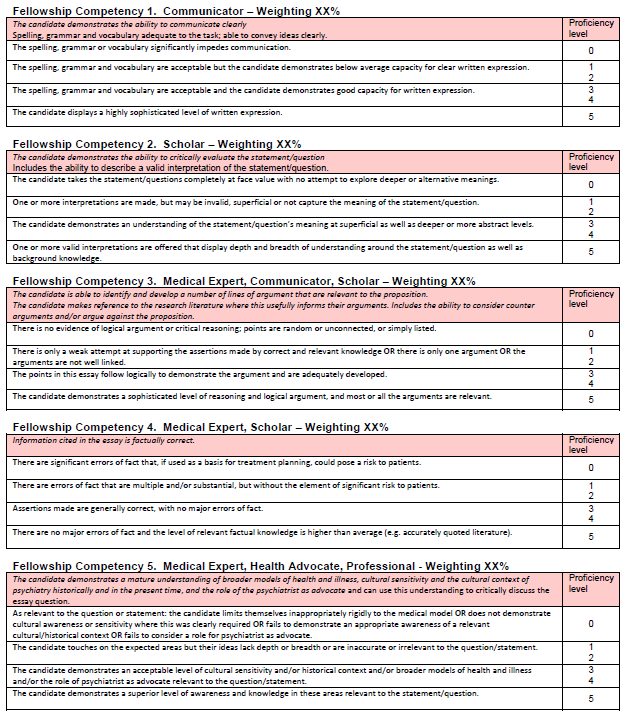 Fellowship Competency 1. Communicator – Weighting XX%
The candidate demonstrates the ability to communicate clearly
Spelling, grammar and vocabulary adequate to the task; able to convey ideas clearly.
Proficiency
level
The spelling, grammar or vocabulary significantly impedes communication.
0
The spelling, grammar and vocabulary are acceptable but the candidate demonstrates below average capacity for clear written expression.
1
2
The spelling, grammar and vocabulary are acceptable and the candidate demonstrates good capacity for written expression.
3
4
The candidate displays a highly sophisticated level of written expression.
5
Fellowship Competency 2. Scholar – Weighting XX%
The candidate demonstrates the ability to critically evaluate the statement/question
Includes the ability to describe a valid interpretation of the statement/question.
Proficiency
level
The candidate takes the statement/questions completely at face value with no attempt to explore deeper or alternative meanings.
0
One or more interpretations are made, but may be invalid, superficial or not capture the meaning of the statement/question.
1
2
The candidate demonstrates an understanding of the statement/question's meaning at superficial as well as deeper or more abstract levels.
3
4
One or more valid interpretations are offered that display depth and breadth of understanding around the statement/question as well as
background knowledge.
5
Fellowship Competency 3. Medical Expert, Communicator, Scholar – Weighting XX%
The candidate is able to identify and develop a number of lines of argument that are relevant to the proposition.
The candidate makes reference to the research literature where this usefully informs their arguments. Includes the ability to consider counter
arguments and/or argue against the proposition.
Proficiency
level
There is no evidence of logical argument or critical reasoning; points are random or unconnected, or simply listed.
0
There is only a weak attempt at supporting the assertions made by correct and relevant knowledge OR there is only one argument OR the
arguments are not well linked.
1
2
The points in this essay follow logically to demonstrate the argument and are adequately developed.
3
4
The candidate demonstrates a sophisticated level of reasoning and logical argument, and most or all the arguments are relevant.
5
Fellowship Competency 4. Medical Expert, Scholar – Weighting XX%
Information cited in the essay is factually correct.
Proficiency
level
There are significant errors of fact that, if used as a basis for treatment planning, could pose a risk to patients.
0
There are errors of fact that are multiple and/or substantial, but without the element of significant risk to patients.
1
2
Assertions made are generally correct, with no major errors of fact.
3
4
There are no major errors of fact and the level of relevant factual knowledge is higher than average (e.g. accurately quoted literature).
5
Fellowship Competency 5. Medical Expert, Health Advocate, Professional - Weighting XX%
The candidate demonstrates a mature understanding of broader models of health and illness, cultural sensitivity and the cultural context of
psychiatry historically and in the present time, and the role of the psychiatrist as advocate and can use this understanding to critically discuss the
essay question.
Proficiency
level
As relevant to the question or statement: the candidate limits themselves inappropriately rigidly to the medical model OR does not demonstrate
cultural awareness or sensitivity where this was clearly required OR fails to demonstrate an appropriate awareness of a relevant
cultural/historical context OR fails to consider a role for psychiatrist as advocate.
0
The candidate touches on the expected areas but their ideas lack depth or breadth or are inaccurate or irrelevant to the question/statement.
1
2
The candidate demonstrates an acceptable level of cultural sensitivity and/or historical context and/or broader models of health and illness
and/or the role of psychiatrist as advocate relevant to the question/statement.
3
4
The candidate demonstrates a superior level of awareness and knowledge in these areas relevant to the statement/question.
5